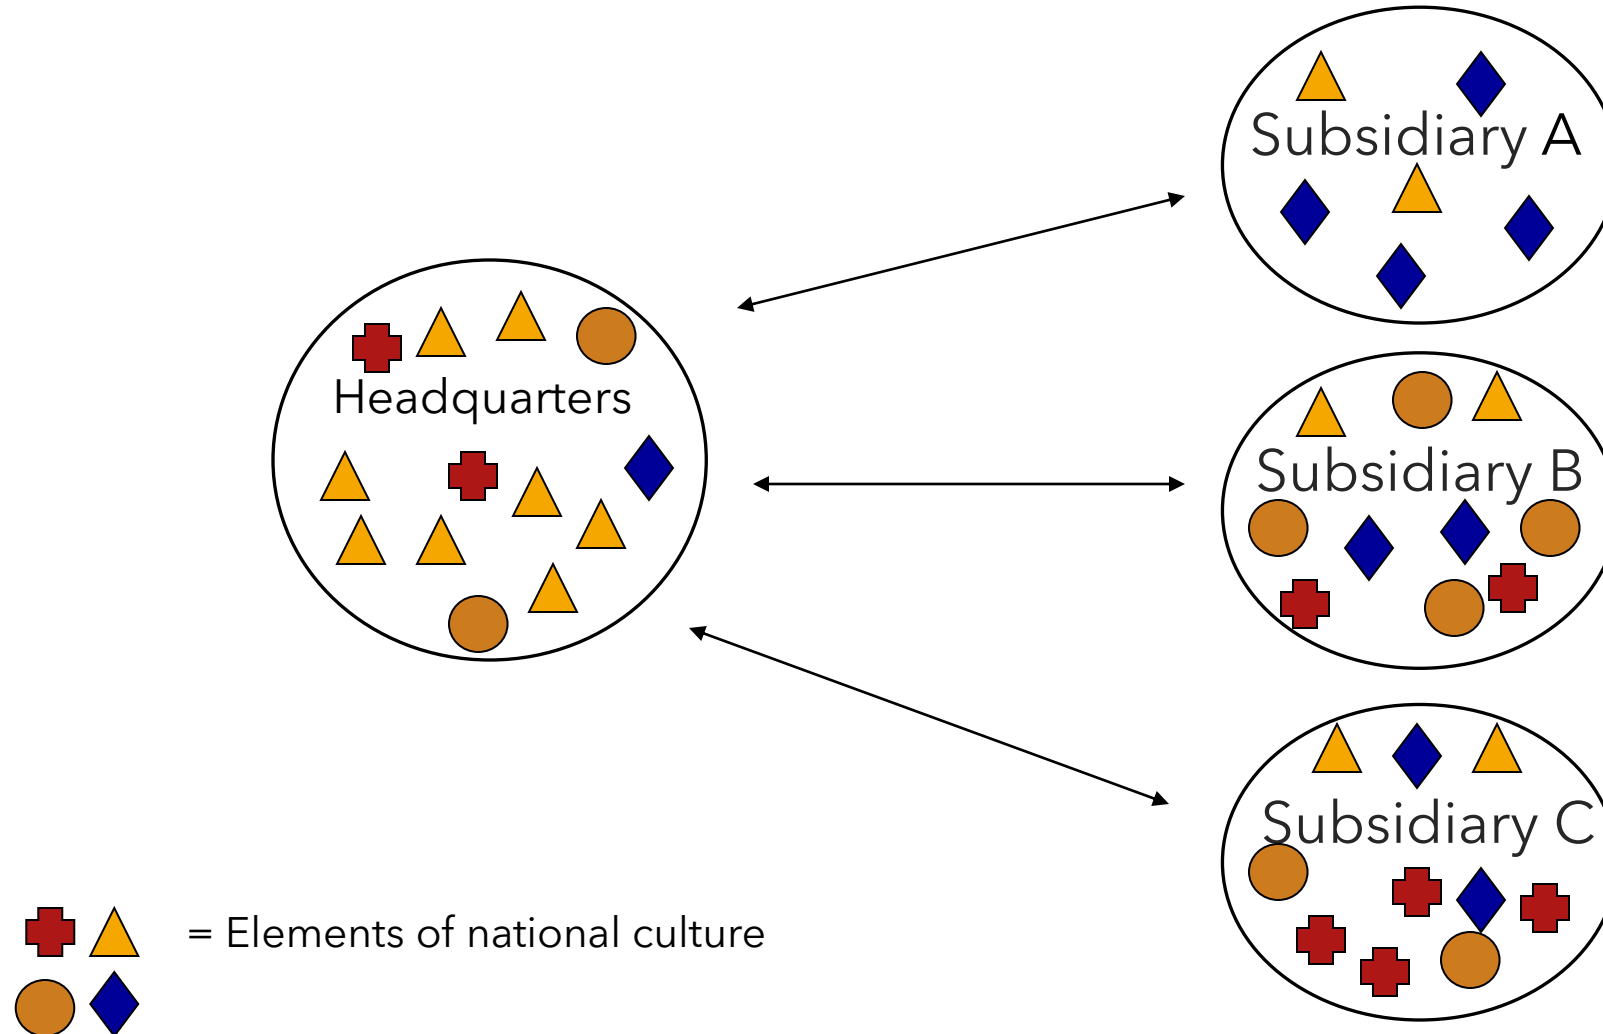 Subsidiary A
Headquarters
Subsidiary B
Subsidiary C
= Elements of national culture